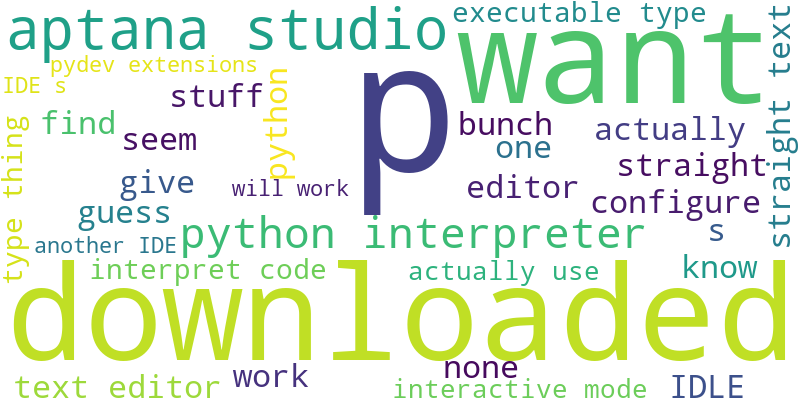 aptana studio
executable type
want
straight text
pydev extensions
IDE s
stuff
python
p
find
seem
bunch
actually
one
type thing
give
straight
will work
editor
configure
guess
python interpreter
s
another IDE
interpret code
actually use
know
downloaded
none
text editor
work
interactive mode
IDLE